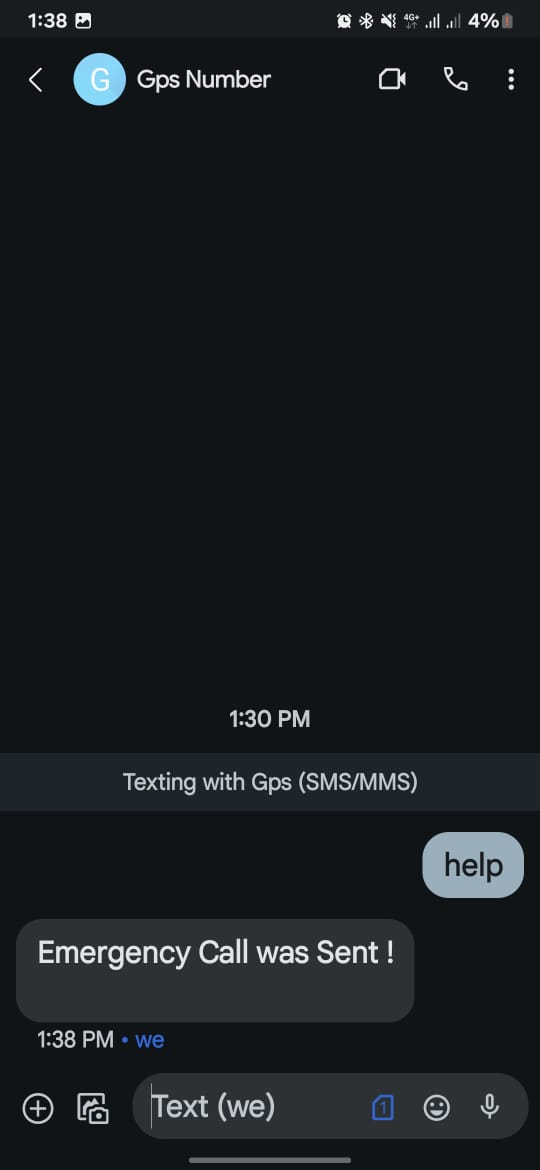 1:38
4G+
4%
G
Gps Number
1:30 PM
Texting with Gps (SMS/MMS)
help
Emergency Call was Sent !
1:38 PM • we
Text (we)
1